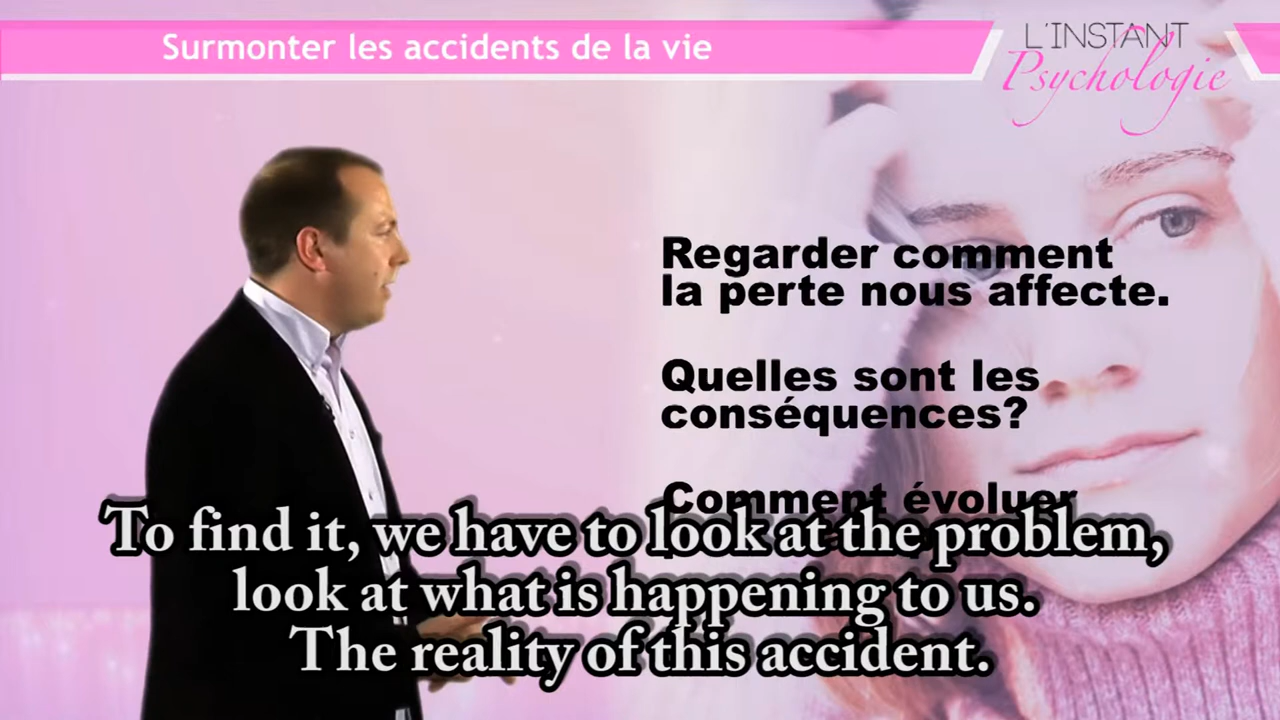 Surmonter les accidents de la vie
L'INSTANT
Psychologie
Regarder comment
la perte nous affecte.
Quelles sont les
conséquences?
Comment évoluer
To find it, we have to look at the problem,
look at what is happening to us.
The reality of this accident.